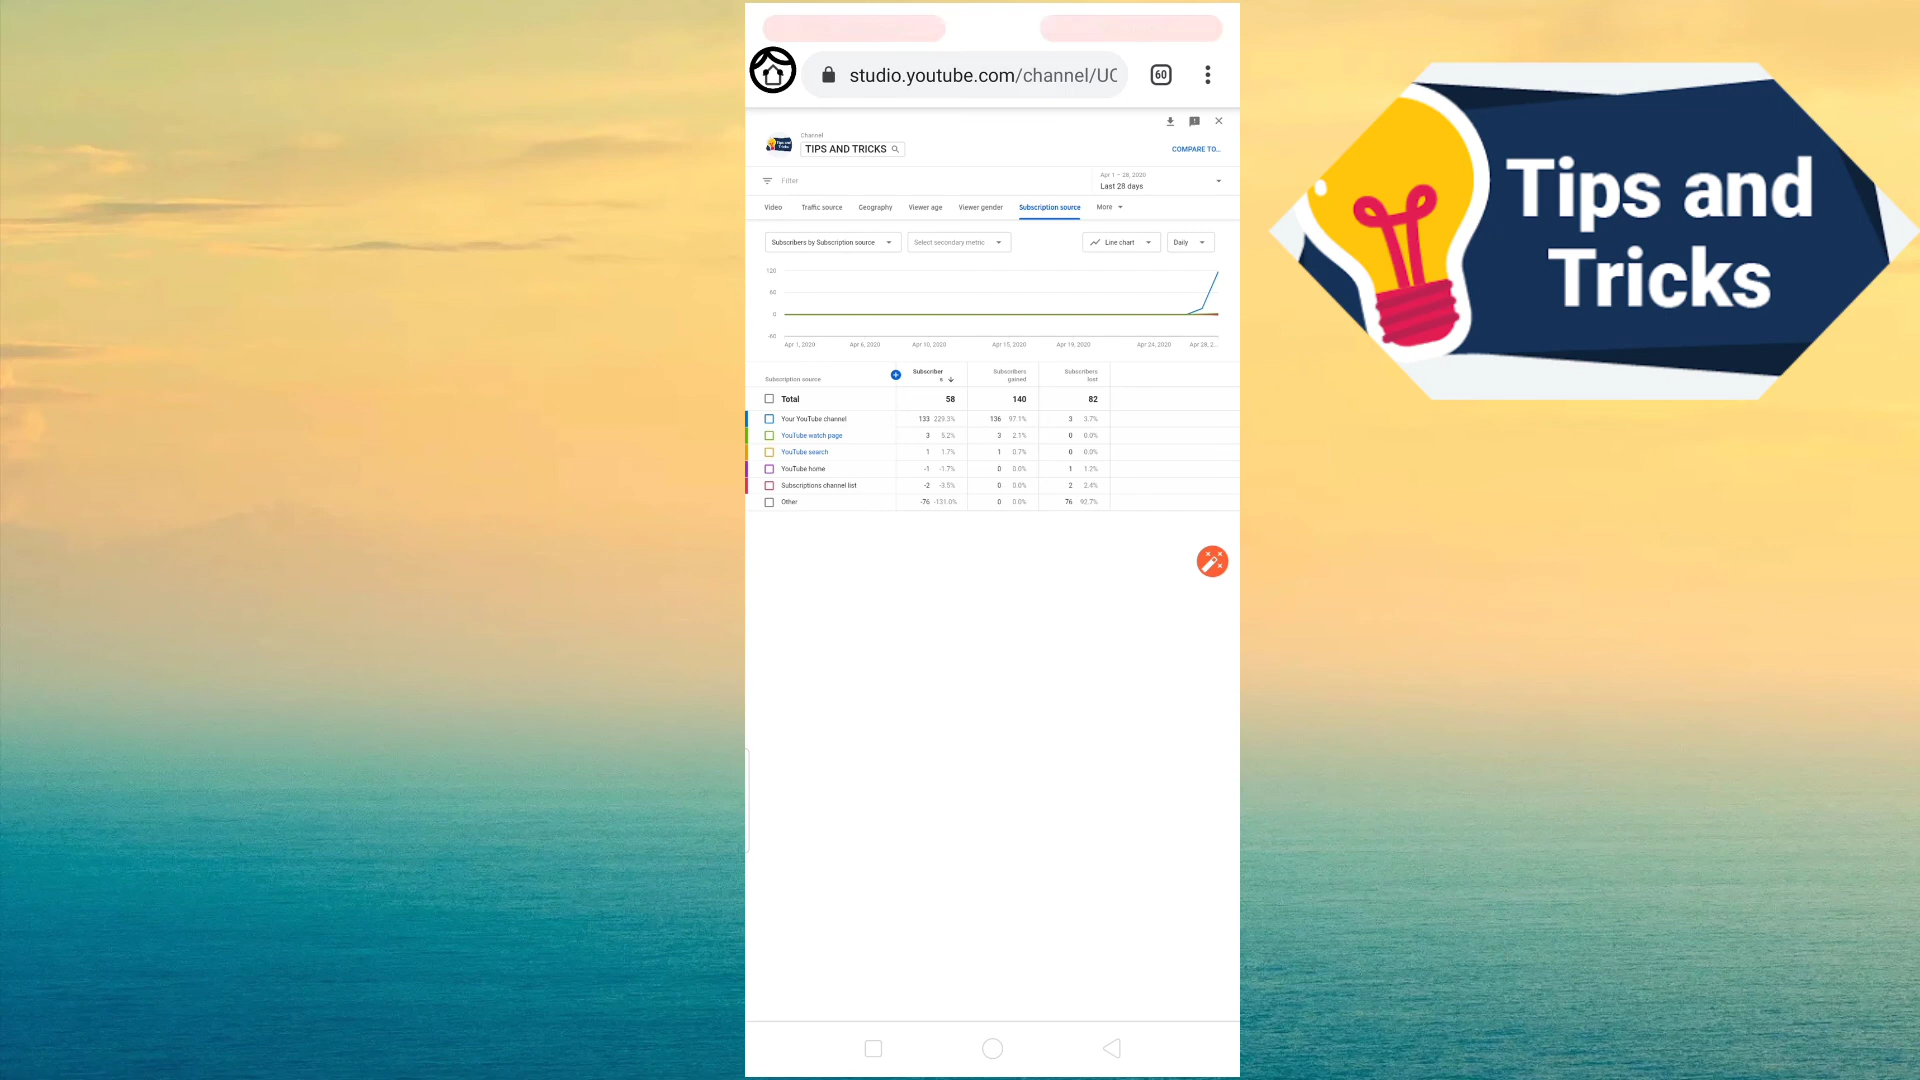 60
studio.youtube.com/channel/UC
Channel
TIPS AND TRICKS
COMPARE TO...
Filter
Apr 1 – 28, 2020
Last 28 days
Video Traffic source Geography Viewer age Viewer gender Subscription source More
Subscribers by Subscription source Select secondary metric Line chart Daily
120
60
0
-60
Apr 1, 2020 Apr 6, 2020 Apr 10, 2020 Apr 15, 2020 Apr 19, 2020 Apr 24, 2020 Apr 28, 2...
Subscription source Subscriber
s Subscribers
gained Subscribers
lost
Total 58 140 82
Your YouTube channel 133 229.3% 136 97.1% 3 3.7%
YouTube watch page 3 5.2% 3 2.1% 0 0.0%
YouTube search 1 1.7% 1 0.7% 0 0.0%
YouTube home -1 -1.7% 0 0.0% 1 1.2%
Subscriptions channel list -2 -3.5% 0 0.0% 2 2.4%
Other -76 -131.0% 0 0.0% 76 92.7%
Tips and
Tricks